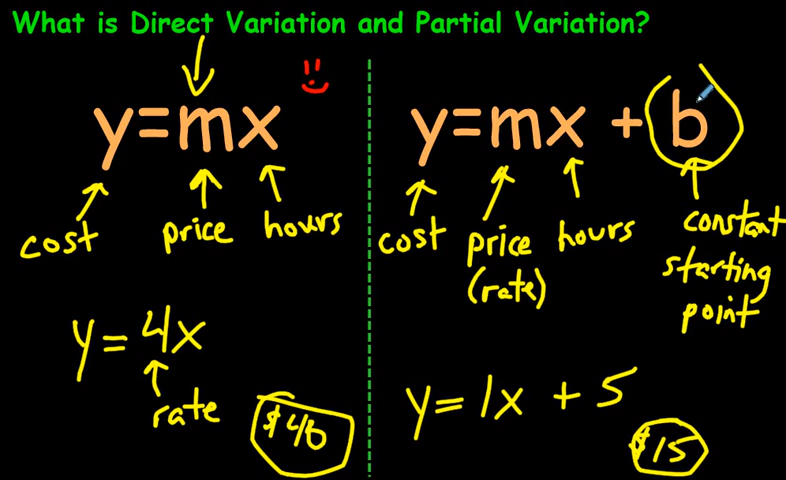 What is Direct Variation and Partial Variation?
y=mx
cost price hours
y = 4x
rate
$40
y=mx + b
cost price hours constant
(rate) starting
point
y = 1x + 5
$15